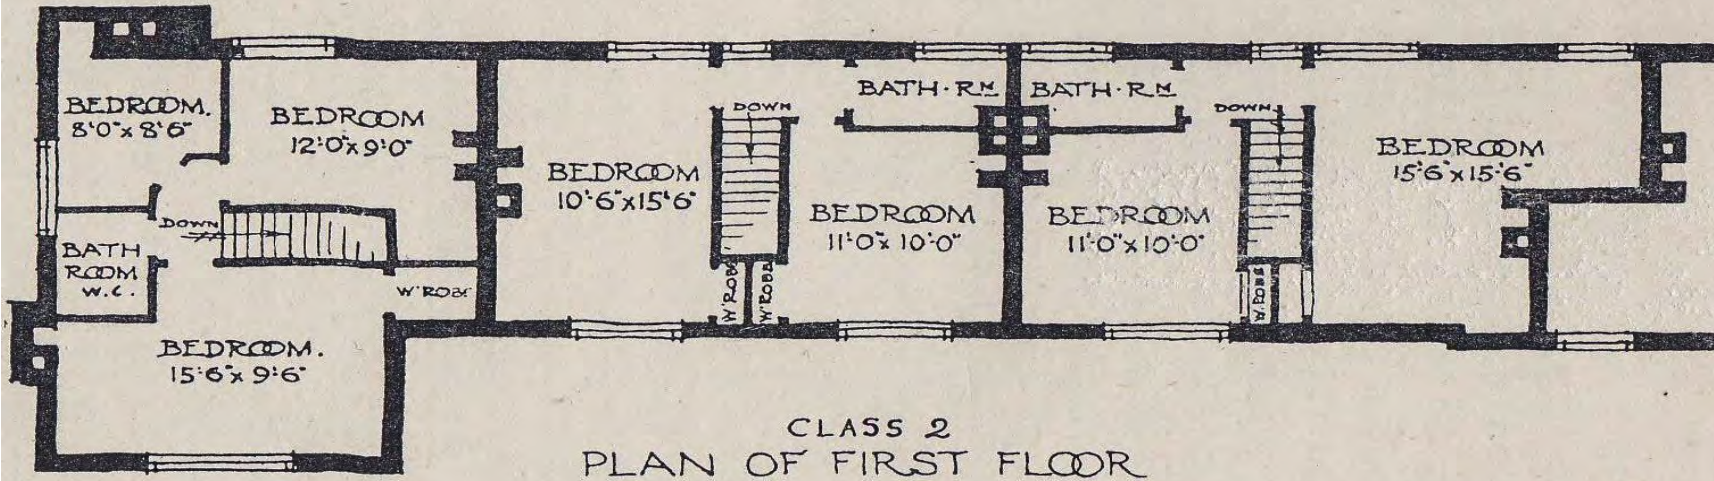 BEDROOM.
8'0"x 8'6"
BEDROOM
12'0"x 9'0"
DOWN
BATH
ROOM
W.C.
W'ROBE
BEDROOM.
15'6"x 9'6"
BEDROOM
10'6"x 15'6"
DOWN
W'ROBE
W'ROBE
BATH·RM
BEDROOM
11'0"x 10'0"
BATH·RM
BEDROOM
11'0"x 10'0"
DOWN
W.ROBE
BEDROOM
15'6"x 15'6"
CLASS 2
PLAN OF FIRST FLOOR